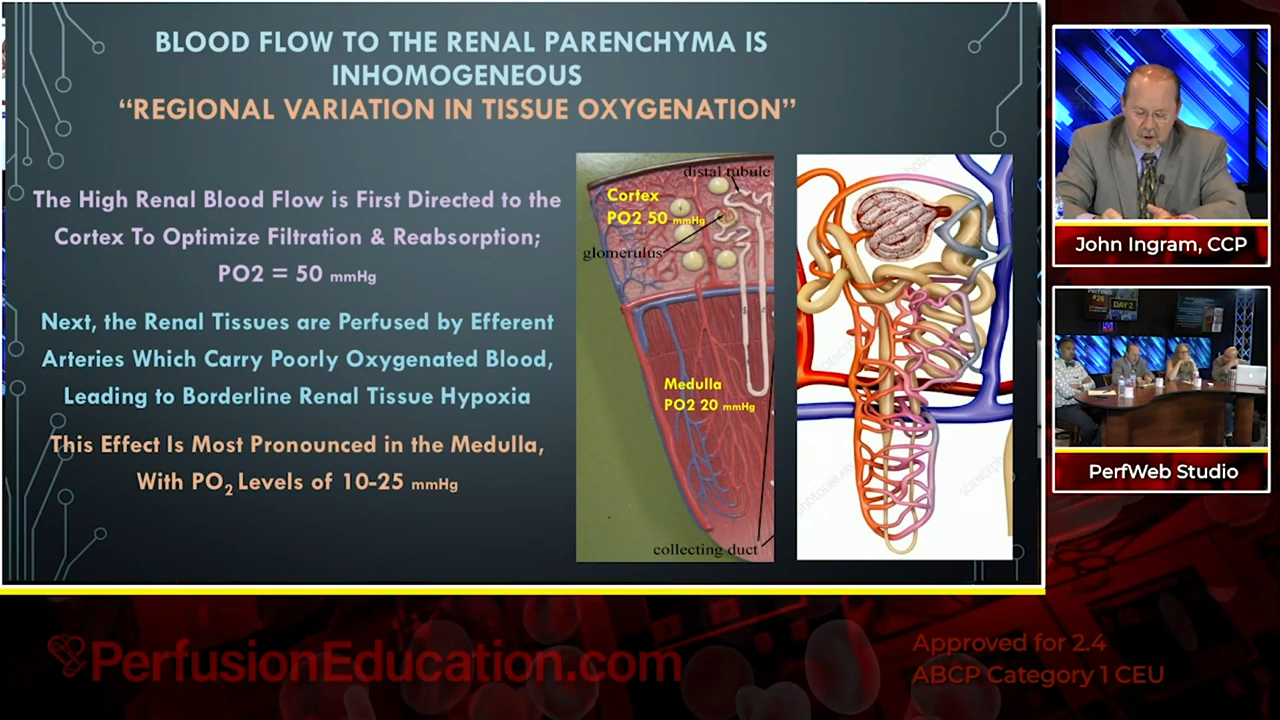 BLOOD FLOW TO THE RENAL PARENCHYMA IS
INHOMOGENEOUS
“REGIONAL VARIATION IN TISSUE OXYGENATION”
The High Renal Blood Flow is First Directed to the
Cortex To Optimize Filtration & Reabsorption;
PO2 = 50 mmHg
Next, the Renal Tissues are Perfused by Efferent
Arteries Which Carry Poorly Oxygenated Blood,
Leading to Borderline Renal Tissue Hypoxia
This Effect Is Most Pronounced in the Medulla,
With PO2 Levels of 10-25 mmHg
distal tubule
Cortex
PO2 50 mmHg
glomerulus
Medulla
PO2 20 mmHg
collecting duct
John Ingram, CCP
DAY 2
PerfWeb Studio
PerfusionEducation.com
Approved for 2.4
ABCP Category 1 CEU